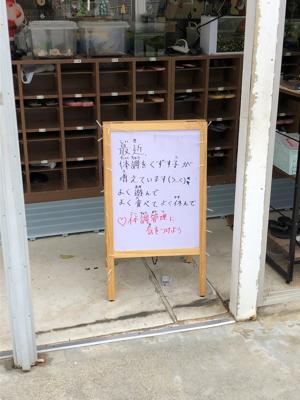 最近
体調をくずす子が
増えています(>_<)
よく遊んで
よく食べて、よく休んで
♡体調管理に
気をつけよう